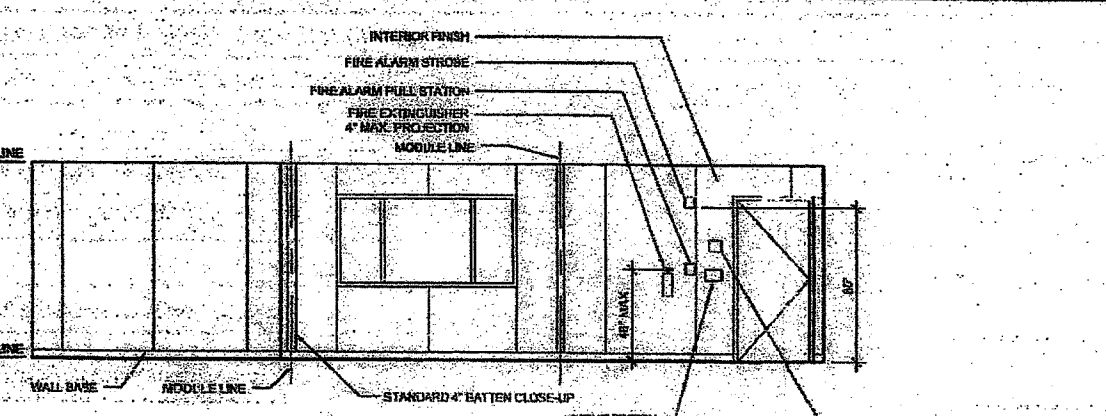 INTERIOR FINISH
FIRE ALARM STROBE
FIRE ALARM PULL STATION
FIRE EXTINGUISHER
4" MAX. PROJECTION
MODULE LINE
LINE
48" MAX
80"
LINE
WALL BASE
MODULE LINE
STANDARD 4" BATTEN CLOSE-UP